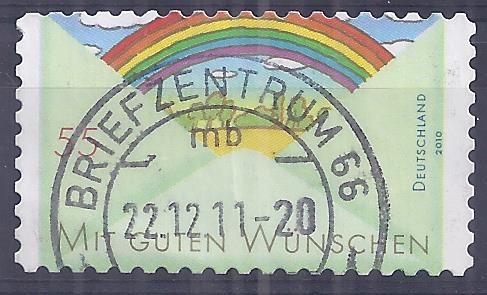 BRIEFZENTRUM 66
mb
55
22.12.11-20
MIT GUTEN WÜNSCHEN
DEUTSCHLAND
2010